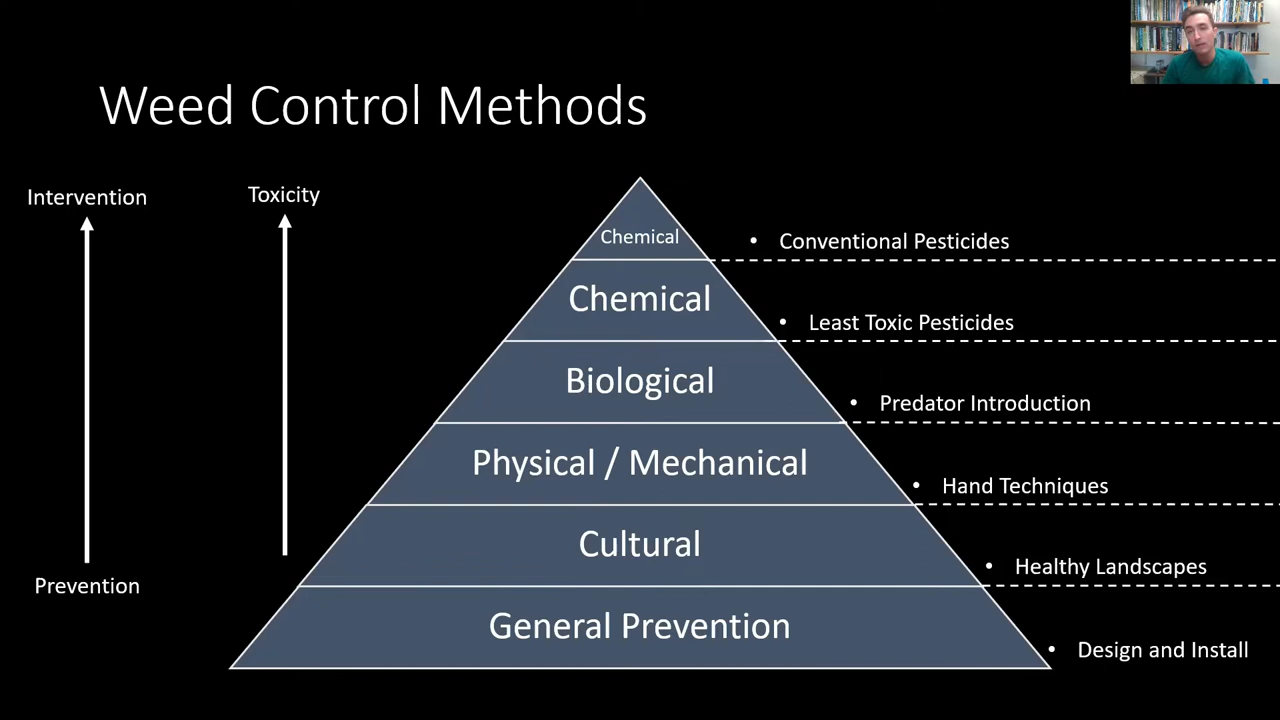 Weed Control Methods
Intervention
Toxicity
Prevention
Chemical
• Conventional Pesticides
Chemical
• Least Toxic Pesticides
Biological
• Predator Introduction
Physical / Mechanical
• Hand Techniques
Cultural
• Healthy Landscapes
General Prevention
• Design and Install